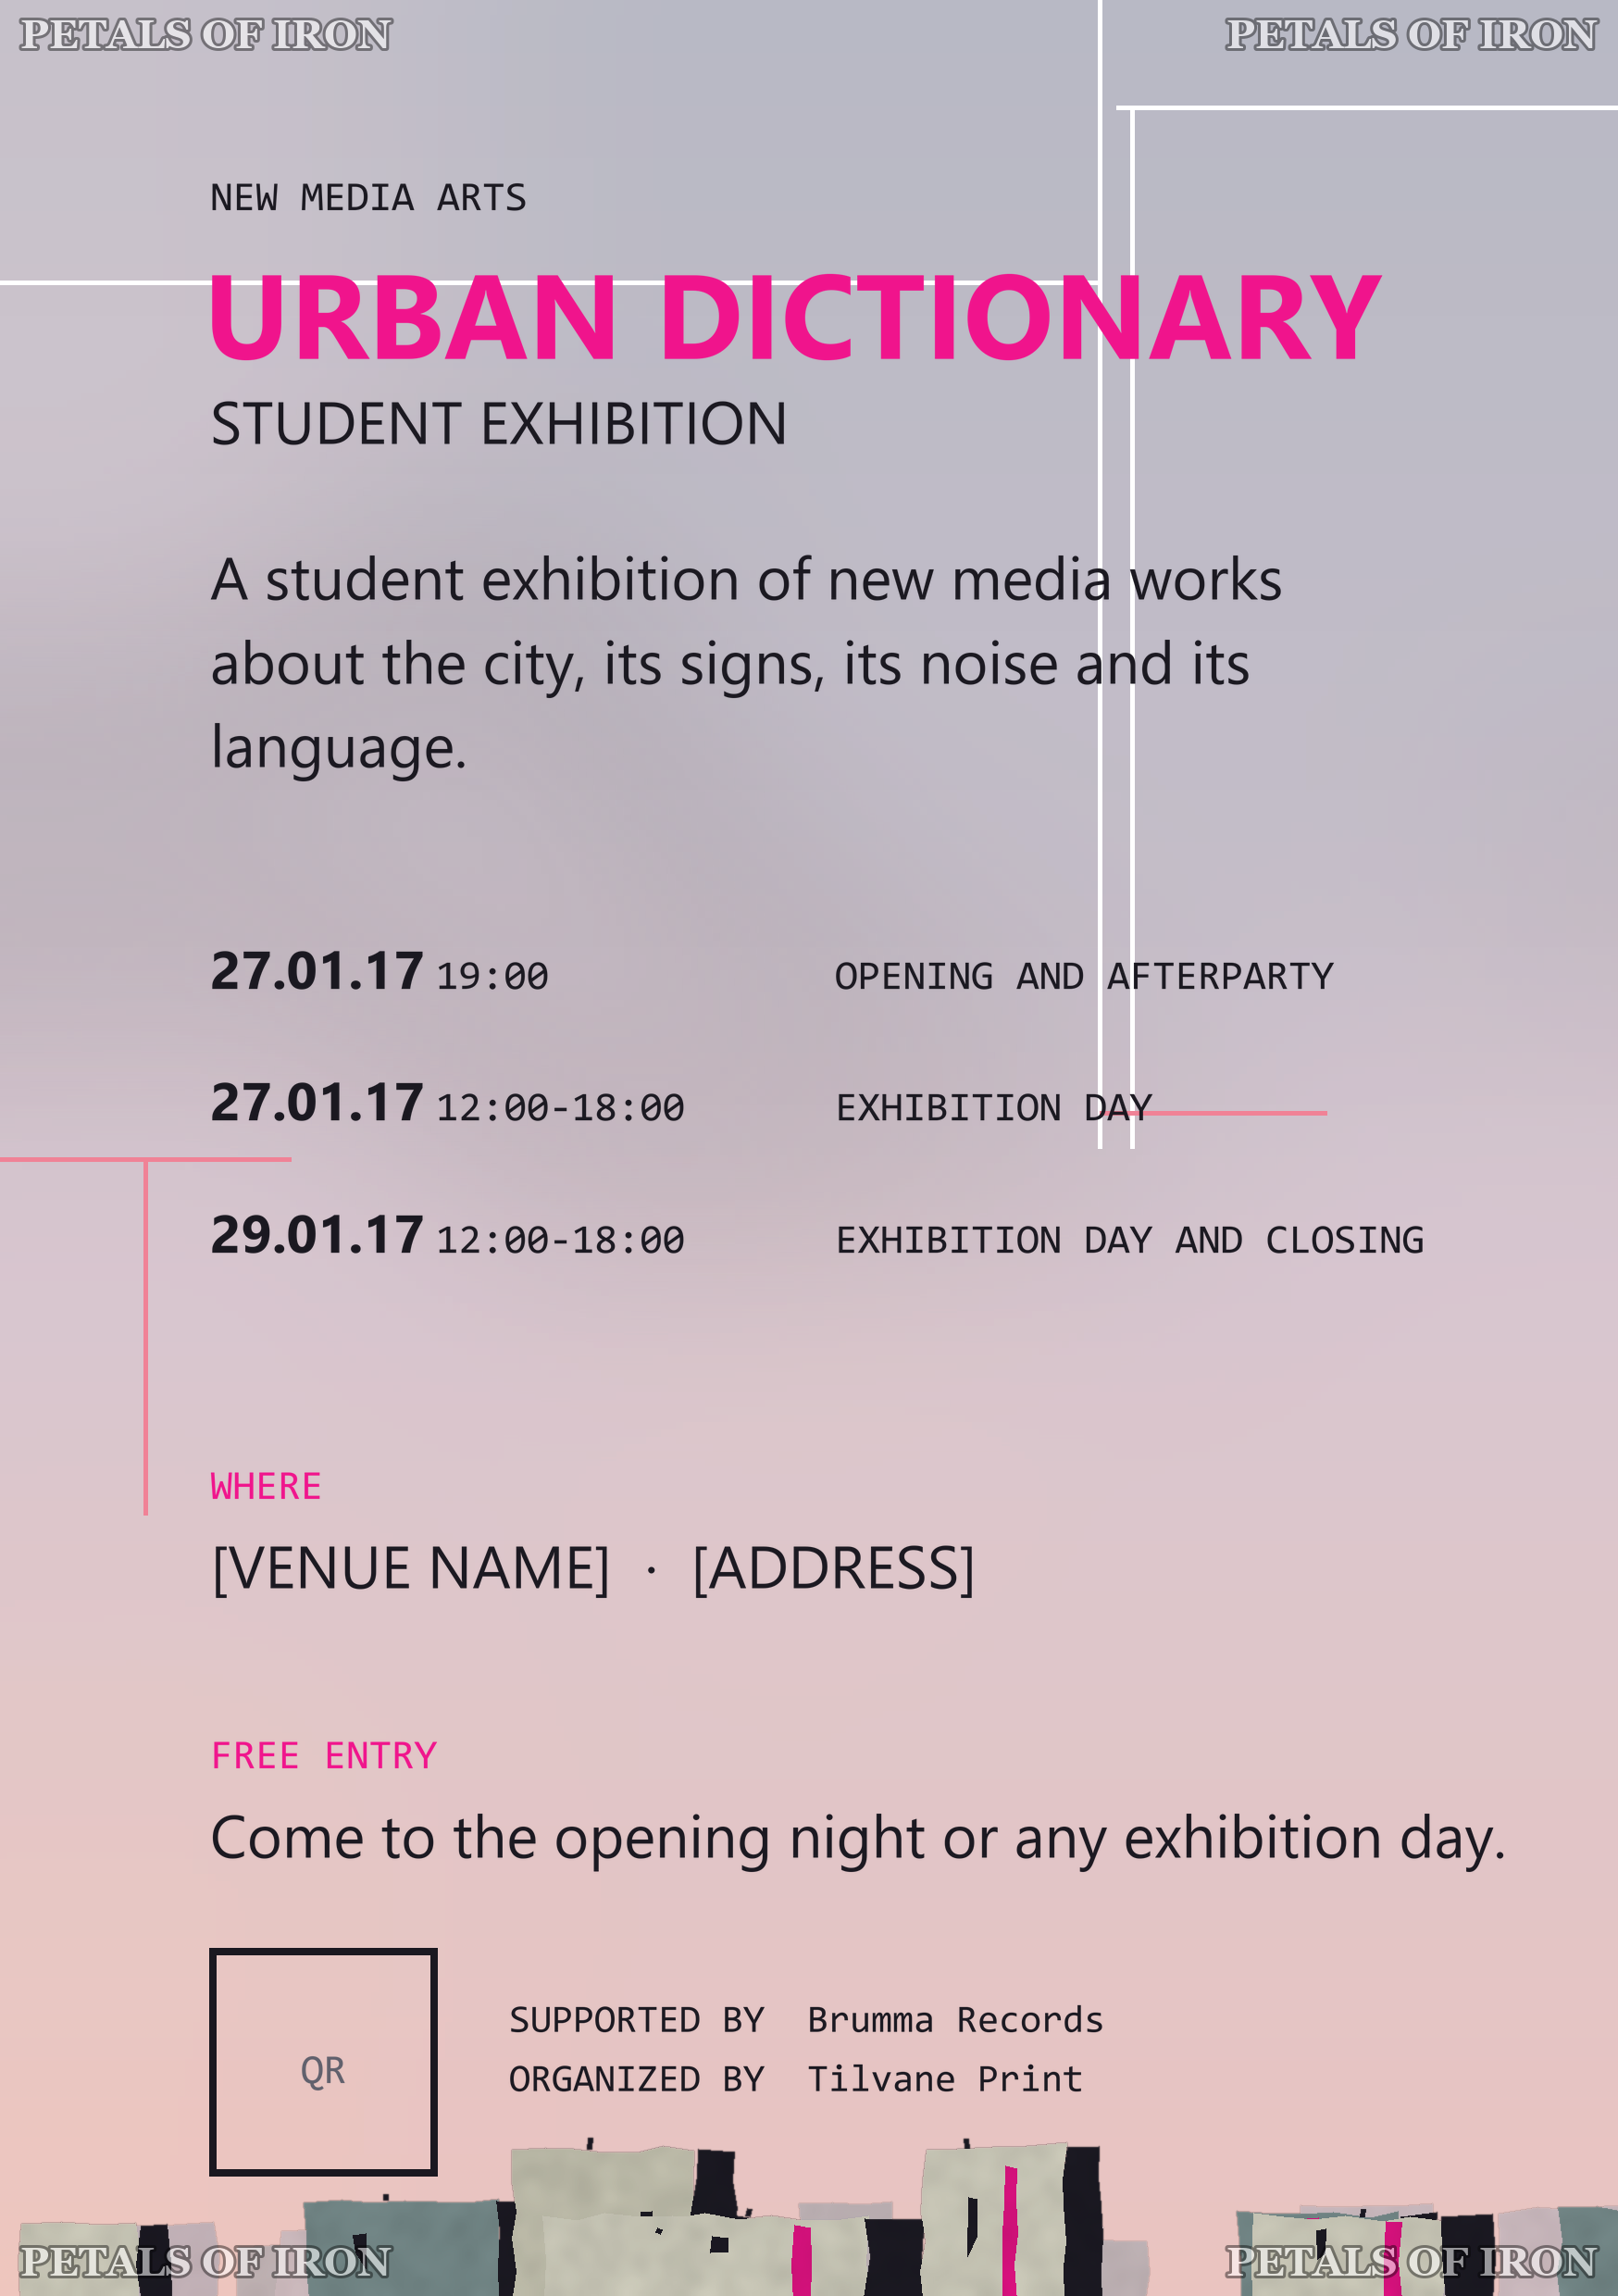 PETALS OF IRON
PETALS OF IRON
NEW MEDIA ARTS
URBAN DICTIONARY
STUDENT EXHIBITION
A student exhibition of new media works
about the city, its signs, its noise and its
language.
27.01.17 19:00 OPENING AND AFTERPARTY
27.01.17 12:00-18:00 EXHIBITION DAY
29.01.17 12:00-18:00 EXHIBITION DAY AND CLOSING
WHERE
[VENUE NAME] · [ADDRESS]
FREE ENTRY
Come to the opening night or any exhibition day.
QR
SUPPORTED BY Brumma Records
ORGANIZED BY Tilvane Print
PETALS OF IRON
PETALS OF IRON